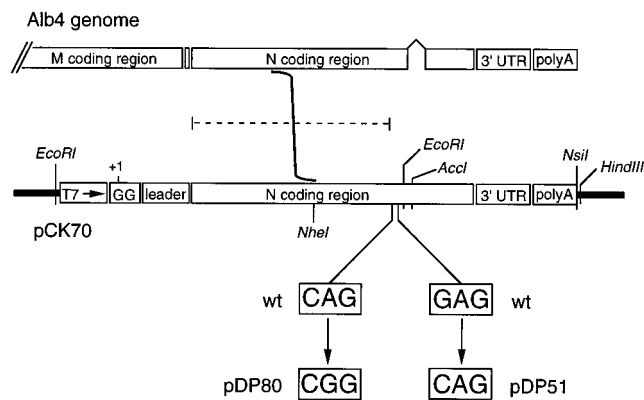 Alb4 genome
M coding region N coding region 3' UTR polyA
EcoRI +1 EcoRI AccI NsiI HindIII
T7 GG leader N coding region 3' UTR polyA
pCK70 NheI
wt CAG GAG wt
pDP80 CGG CAG pDP51